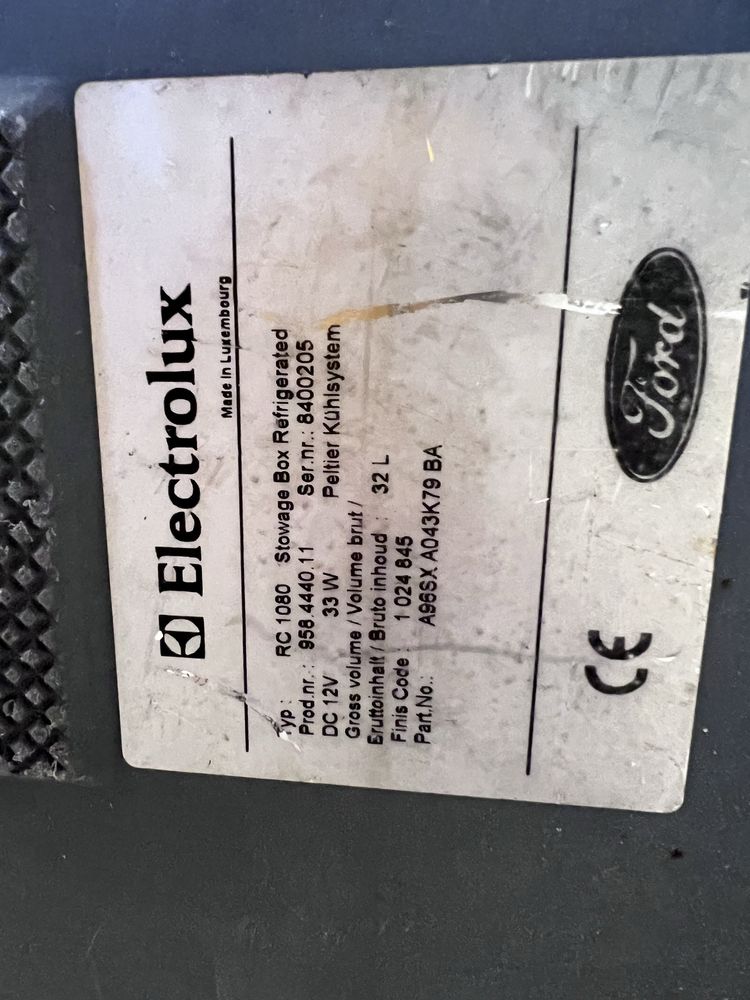 Electrolux
Made in Luxembourg
Typ : RC 1080 Stowage Box Refrigerated
Prod.nr. : 958.4440.11 Ser.nr.: 8400205
DC 12V 33 W Peltier Kühlsystem
Gross volume / Volume brut /
Bruttoinhalt / Bruto inhoud : 32 L
Finis Code : 1 024 845
Part.No.: A96SX A043K79 BA
CE
Ford